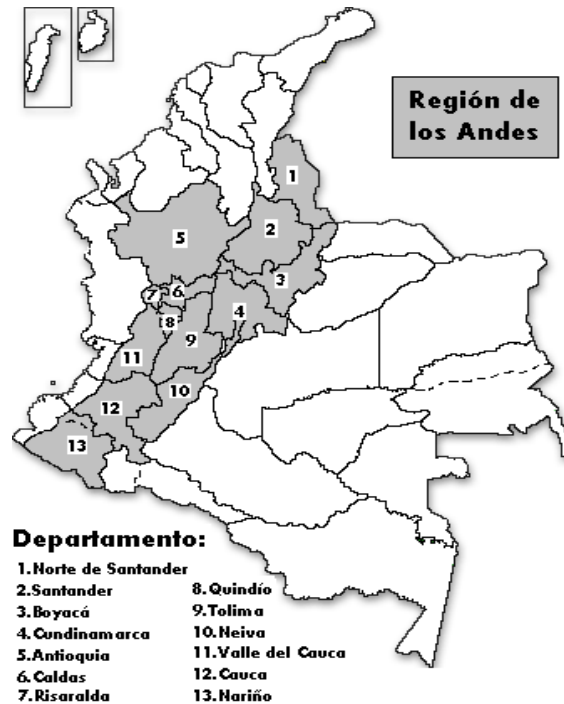 Región de
los Andes
1
2
5
3
6
7
4
8
9
11
10
12
13
Departamento:
1.Norte de Santander
2.Santander
3.Boyacá
4.Cundinamarca
5.Antioquia
6.Caldas
7.Risaralda
8.Quindío
9.Tolima
10.Neiva
11.Valle del Cauca
12.Cauca
13.Nariño